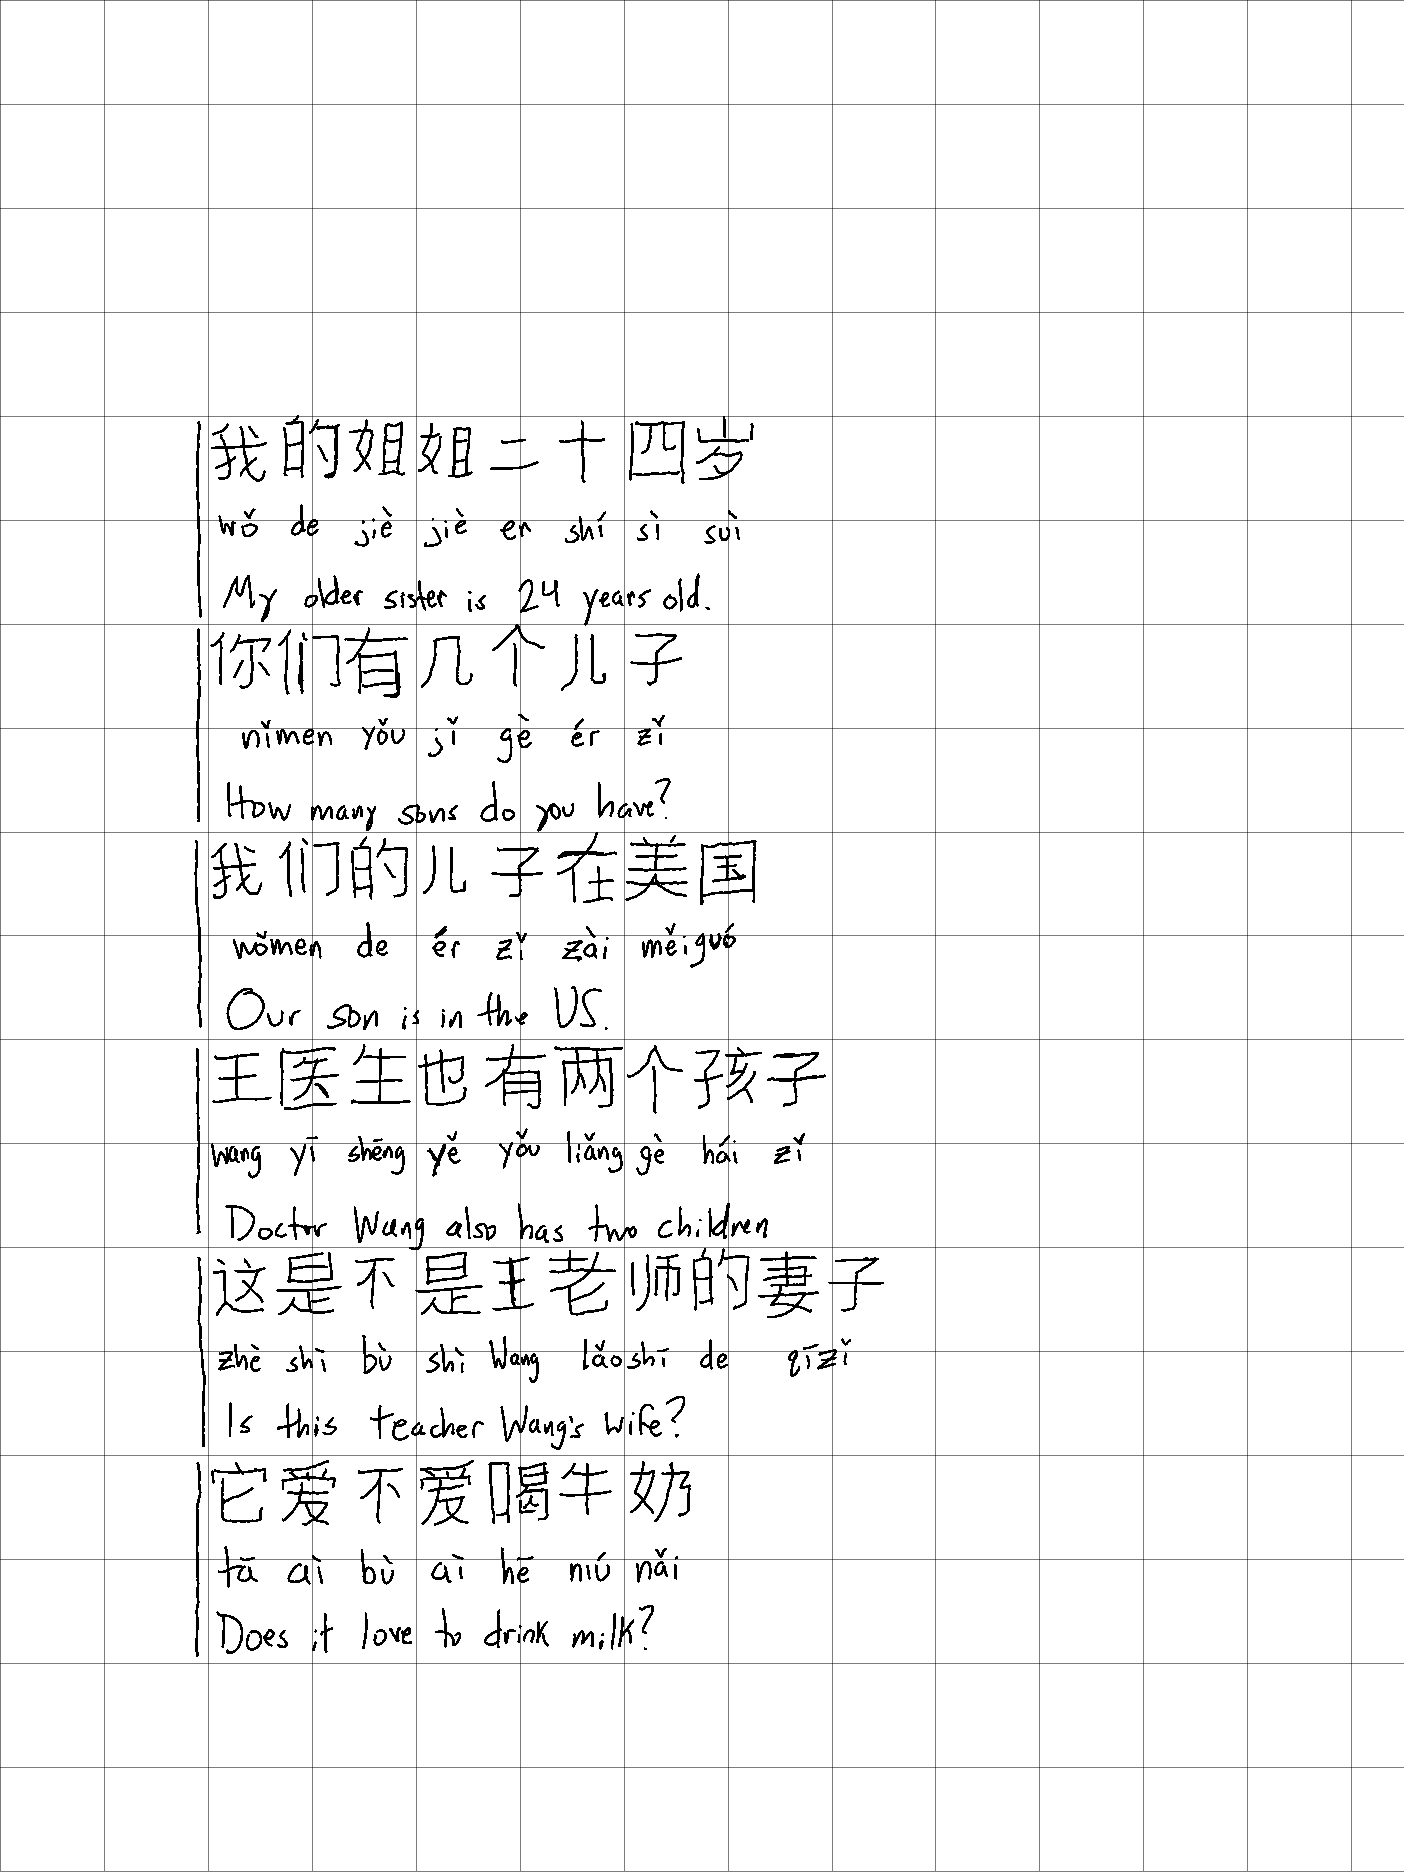 我的姐姐二十四岁
wǒ de jiè jiè er shí sì suì
My older sister is 24 years old.
你们有几个儿子
nǐmen yǒu jǐ gè ér zǐ
How many sons do you have?
我们的儿子在美国
wǒmen de ér zǐ zài měiguó
Our son is in the US.
王医生也有两个孩子
wang yī shēng yě yǒu liǎng gè hái zǐ
Doctor Wang also has two children
这是不是王老师的妻子
zhè shì bù shì Wang lǎoshī de qīzǐ
Is this teacher Wang's wife?
它爱不爱喝牛奶
tā aì bù aì hē niú nǎi
Does it love to drink milk?